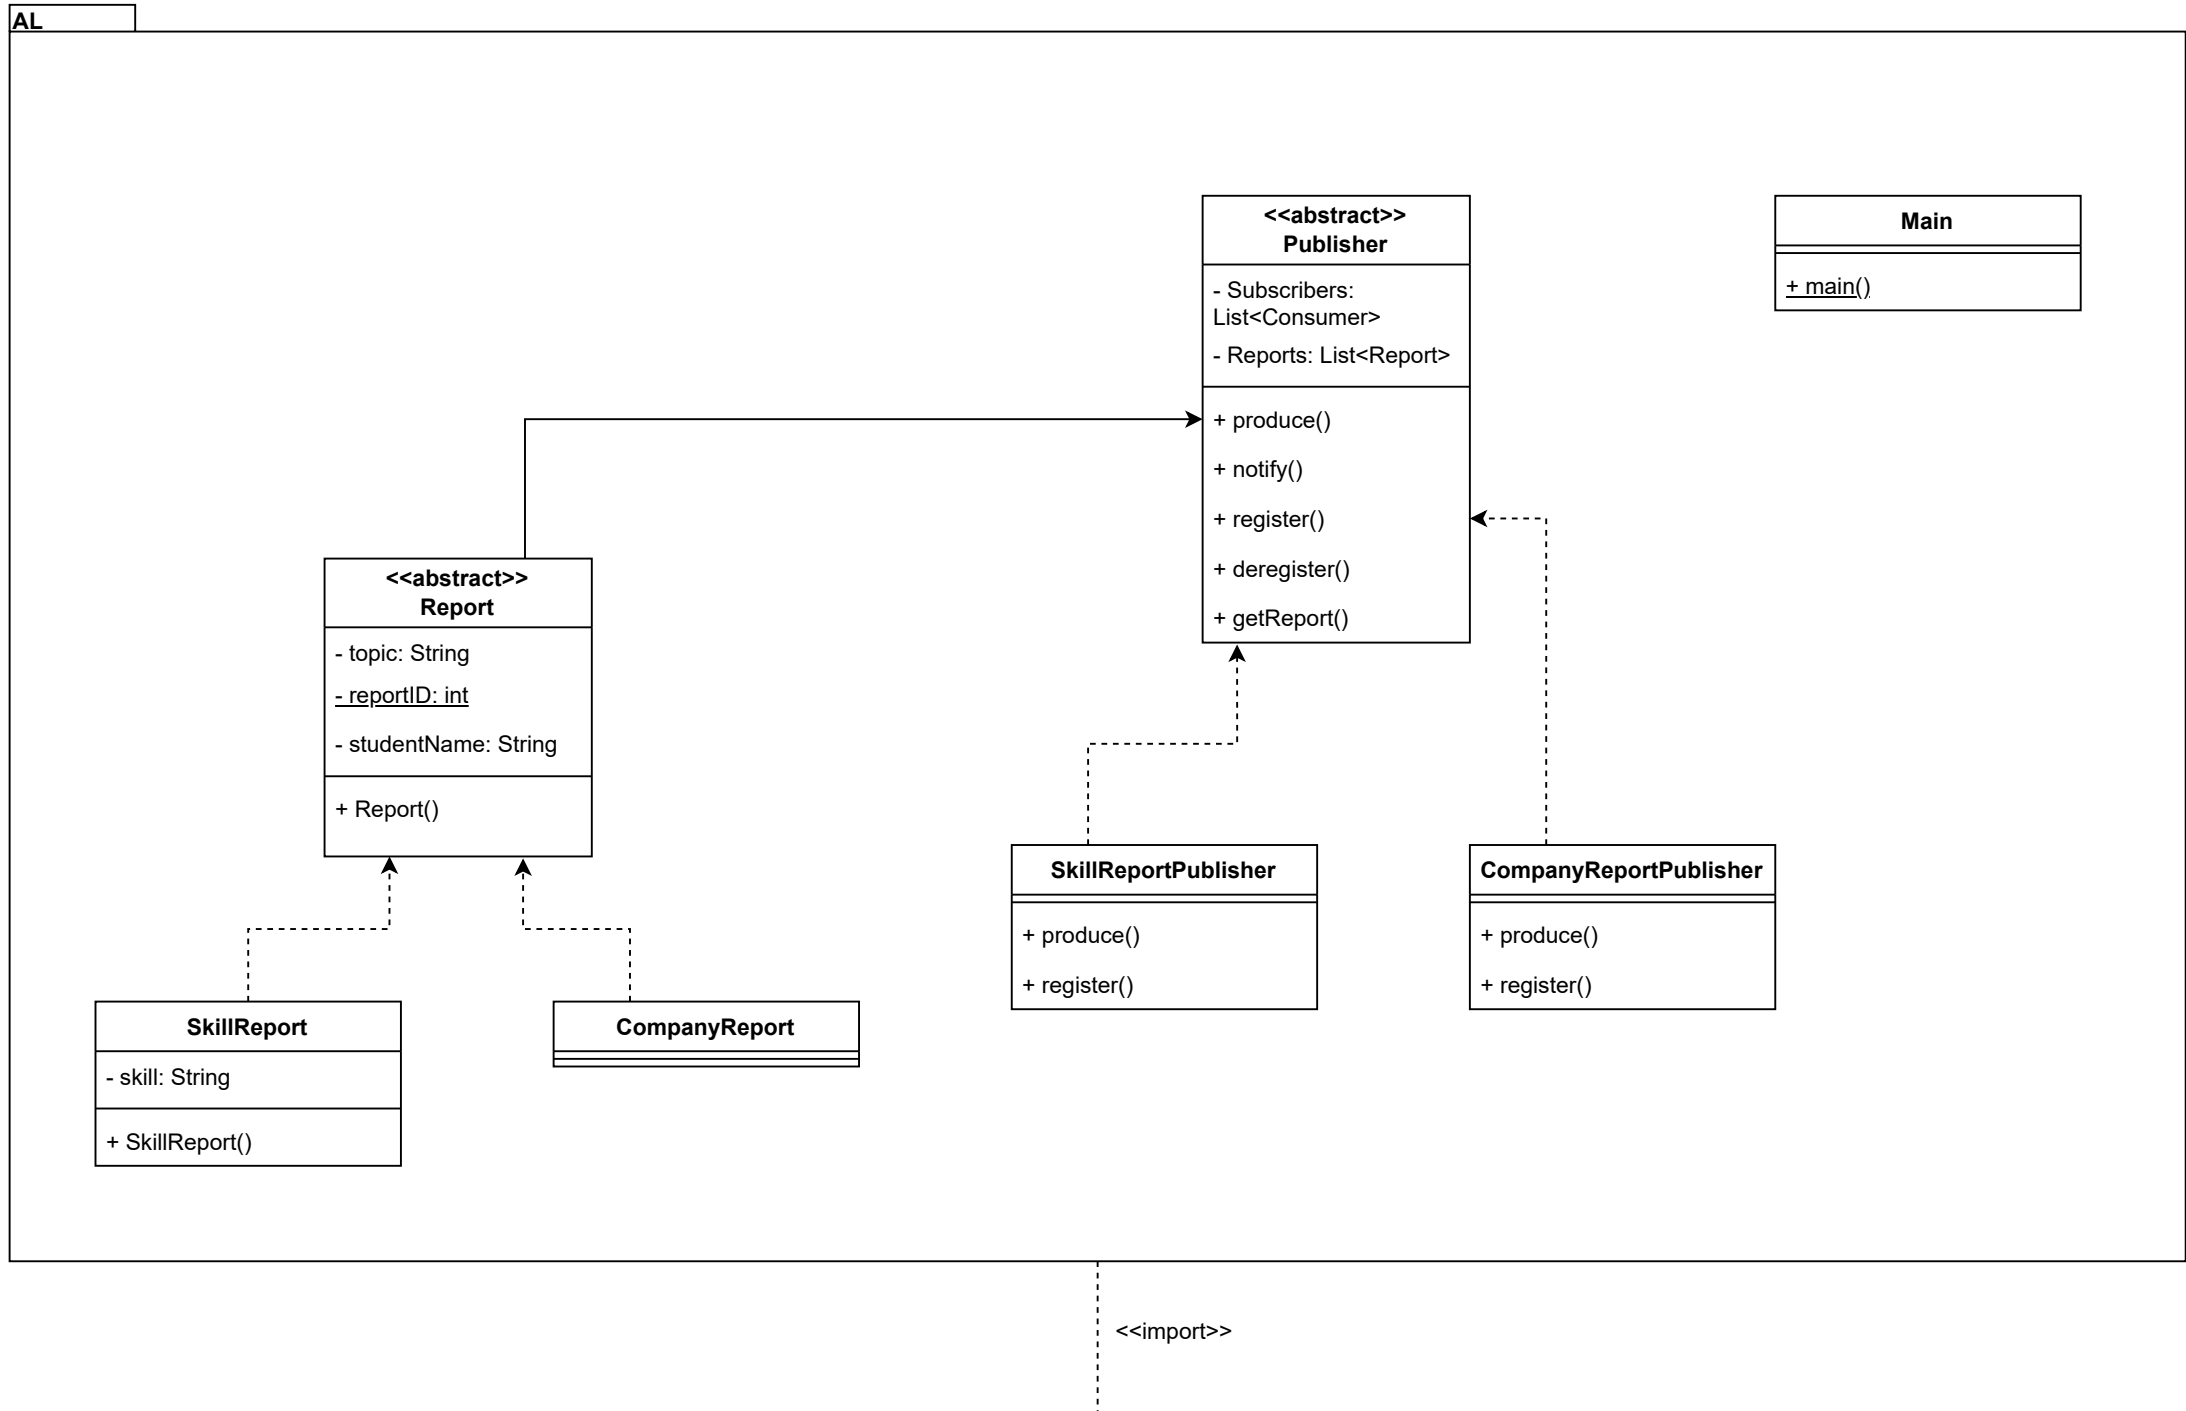 AL
<<abstract>>
Publisher
- Subscribers:
List<Consumer>
- Reports: List<Report>
+ produce()
+ notify()
+ register()
+ deregister()
+ getReport()
Main
+ main()
<<abstract>>
Report
- topic: String
- reportID: int
- studentName: String
+ Report()
SkillReportPublisher
+ produce()
+ register()
CompanyReportPublisher
+ produce()
+ register()
SkillReport
- skill: String
+ SkillReport()
CompanyReport
<<import>>